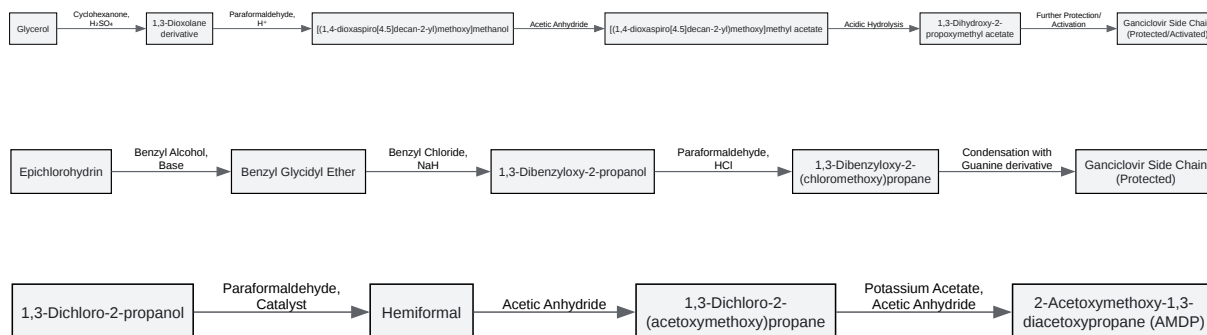 Cyclohexanone,
H₂SO₄
Paraformaldehyde,
H⁺
Acetic Anhydride
Acidic Hydrolysis
Further Protection/
Activation
Glycerol
1,3-Dioxolane
derivative
[(1,4-dioxaspiro[4.5]decan-2-yl)methoxy]methanol
[(1,4-dioxaspiro[4.5]decan-2-yl)methoxy]methyl acetate
1,3-Dihydroxy-2-
propoxymethyl acetate
Ganciclovir Side Chain
(Protected/Activated)
Benzyl Alcohol,
Base
Benzyl Chloride,
NaH
Paraformaldehyde,
HCl
Condensation with
Guanine derivative
Epichlorohydrin
Benzyl Glycidyl Ether
1,3-Dibenzyloxy-2-propanol
1,3-Dibenzyloxy-2-
(chloromethoxy)propane
Ganciclovir Side Chain
(Protected)
Paraformaldehyde,
Catalyst
Acetic Anhydride
Potassium Acetate,
Acetic Anhydride
1,3-Dichloro-2-propanol
Hemiformal
1,3-Dichloro-2-
(acetoxymethoxy)propane
2-Acetoxymethoxy-1,3-
diacetoxypropane (AMDP)